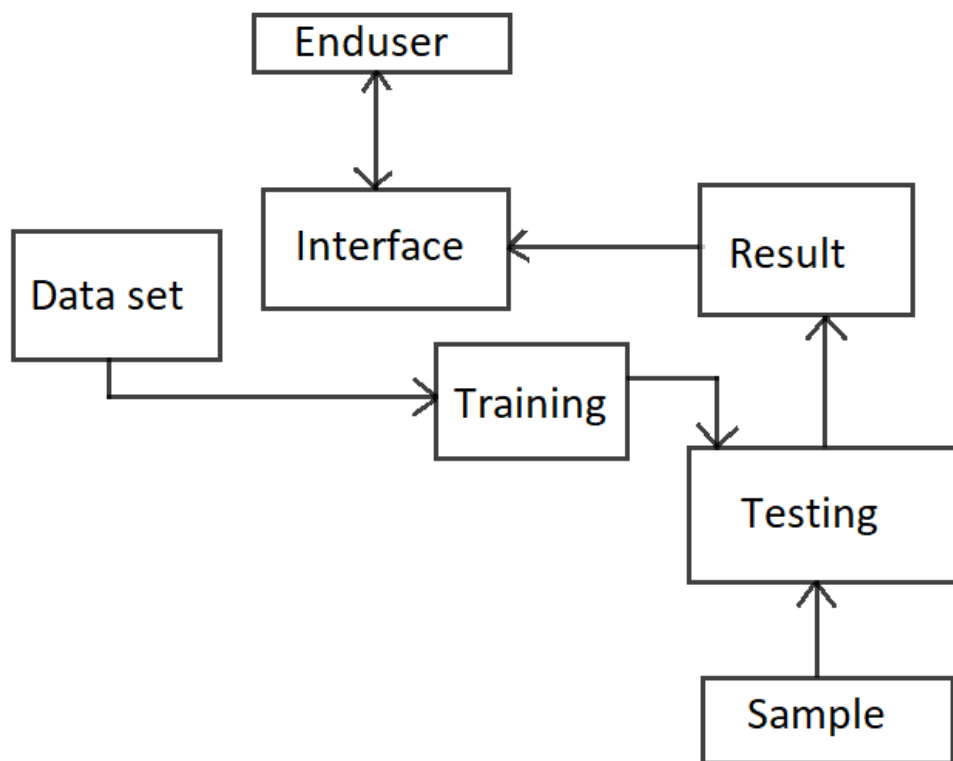 Enduser
Interface
Result
Data set
Training
Testing
Sample